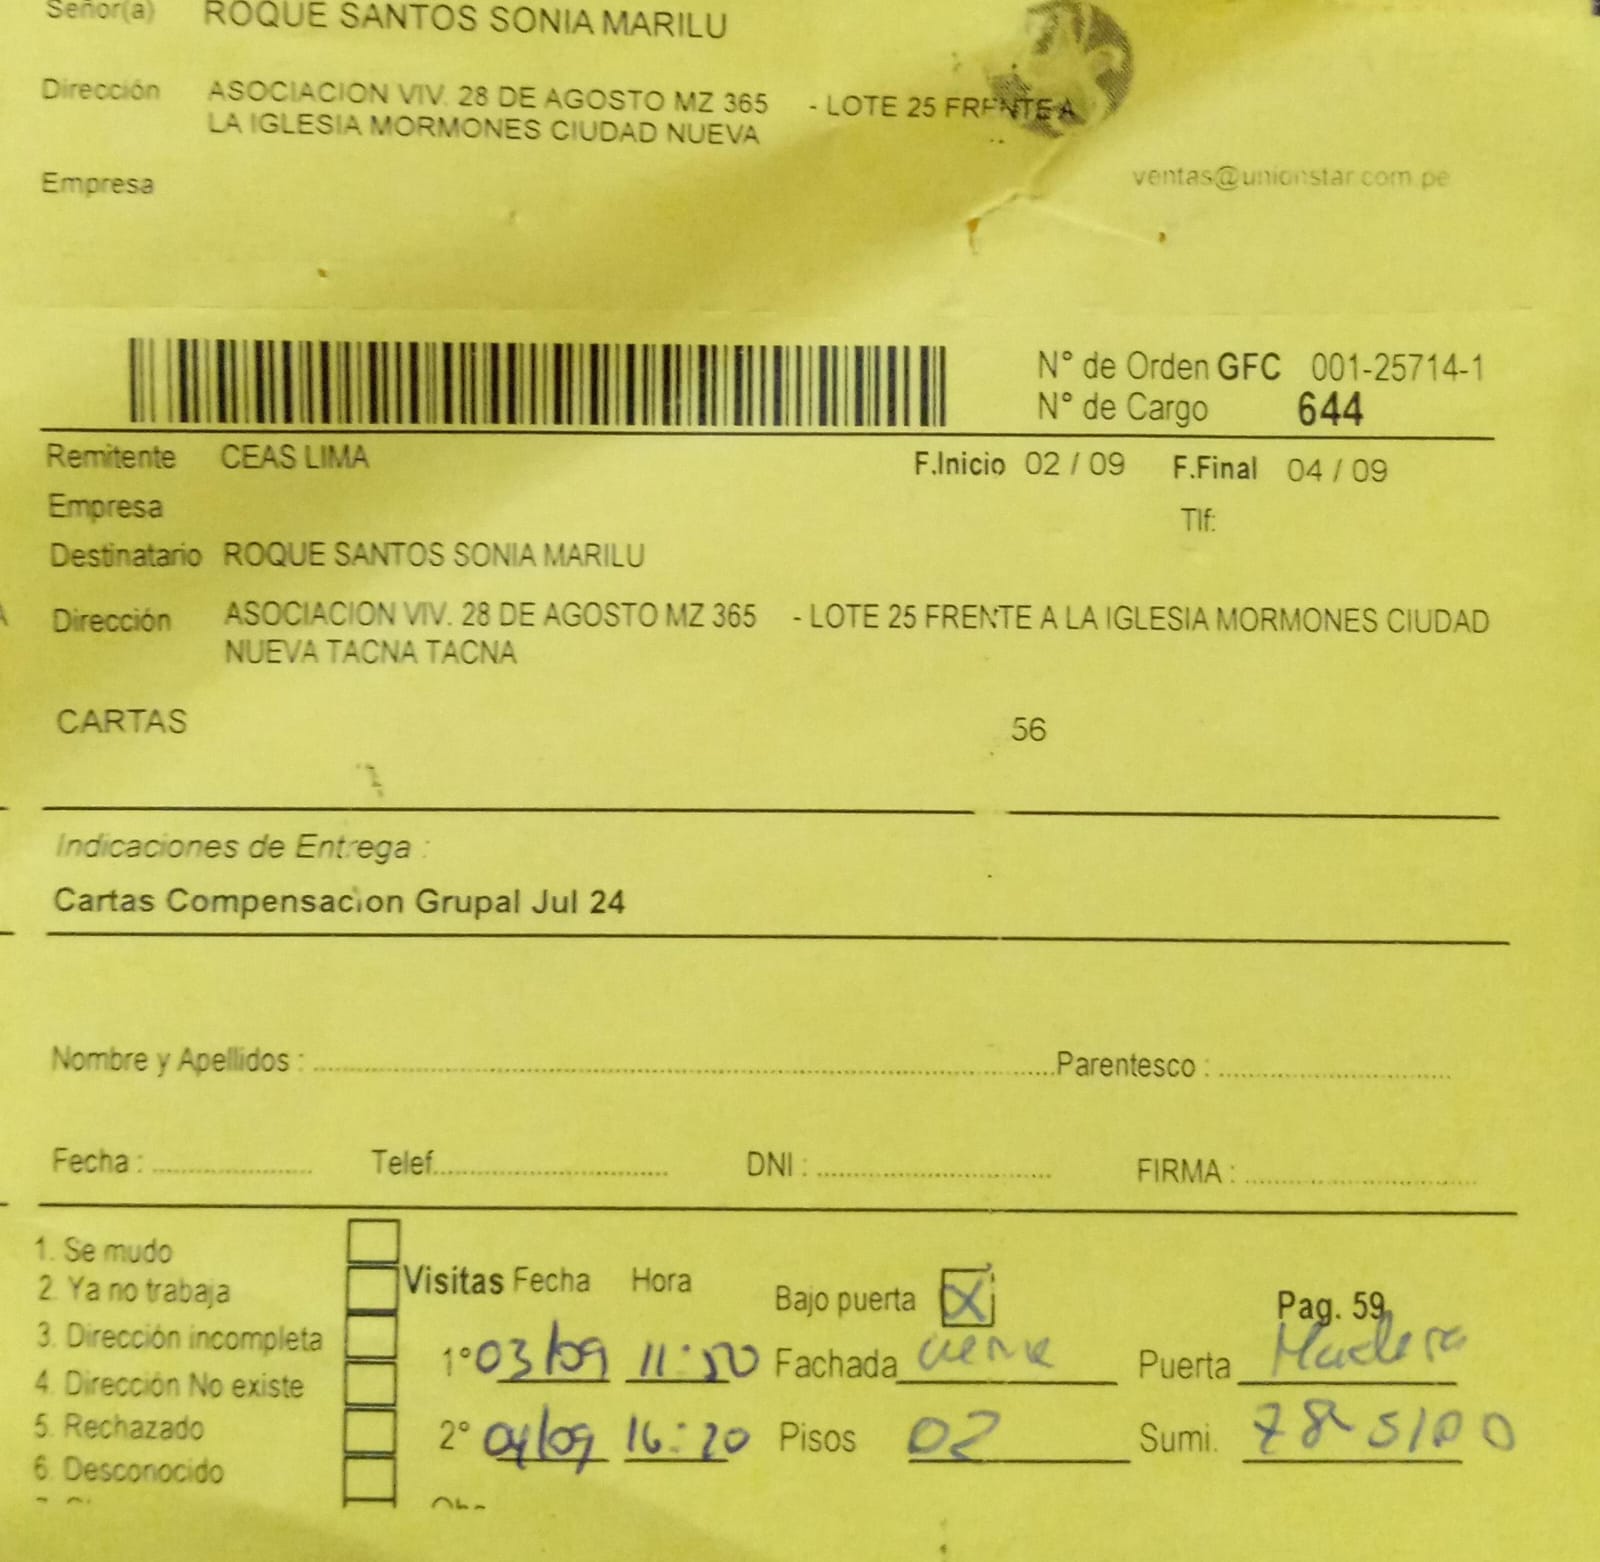 Señor(a) ROQUE SANTOS SONIA MARILU
Dirección ASOCIACION VIV. 28 DE AGOSTO MZ 365 - LOTE 25 FRENTE A
LA IGLESIA MORMONES CIUDAD NUEVA
Empresa
ventas@unionstar.com.pe
N° de Orden GFC 001-25714-1
N° de Cargo 644
Remitente CEAS LIMA F.Inicio 02 / 09 F.Final 04 / 09
Empresa Tlf:
Destinatario ROQUE SANTOS SONIA MARILU
Dirección ASOCIACION VIV. 28 DE AGOSTO MZ 365 - LOTE 25 FRENTE A LA IGLESIA MORMONES CIUDAD
NUEVA TACNA TACNA
CARTAS 56
Indicaciones de Entrega :
Cartas Compensacion Grupal Jul 24
Nombre y Apellidos : Parentesco :
Fecha : Telef. DNI : FIRMA :
1. Se mudo
2. Ya no trabaja
3. Dirección incompleta
4. Dirección No existe
5. Rechazado
6. Desconocido
Visitas Fecha Hora Bajo puerta X Pag. 59
1° 03/09 11:50 Fachada Puerta Madera
2° 04/09 16:20 Pisos 02 Sumi.